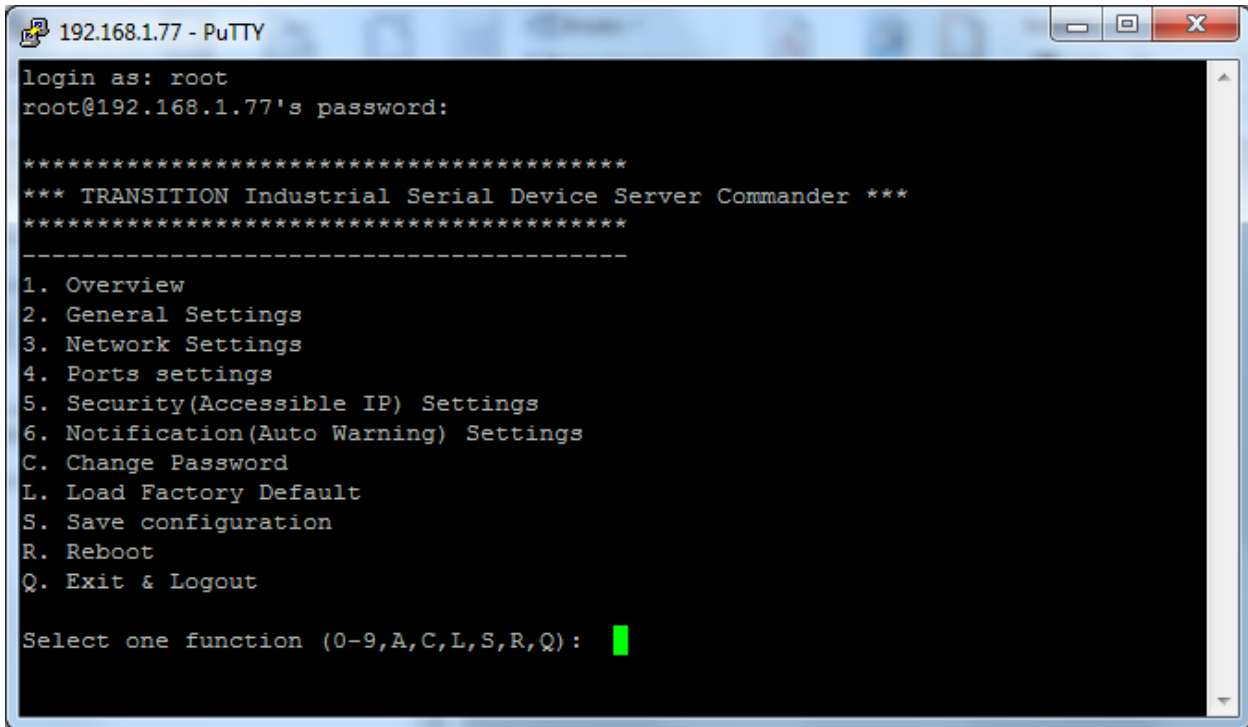 192.168.1.77 - PuTTY
login as: root
root@192.168.1.77's password:
*****************************************
*** TRANSITION Industrial Serial Device Server Commander ***
*****************************************
-----------------------------------------
1. Overview
2. General Settings
3. Network Settings
4. Ports settings
5. Security(Accessible IP) Settings
6. Notification(Auto Warning) Settings
C. Change Password
L. Load Factory Default
S. Save configuration
R. Reboot
Q. Exit & Logout
Select one function (0-9,A,C,L,S,R,Q):